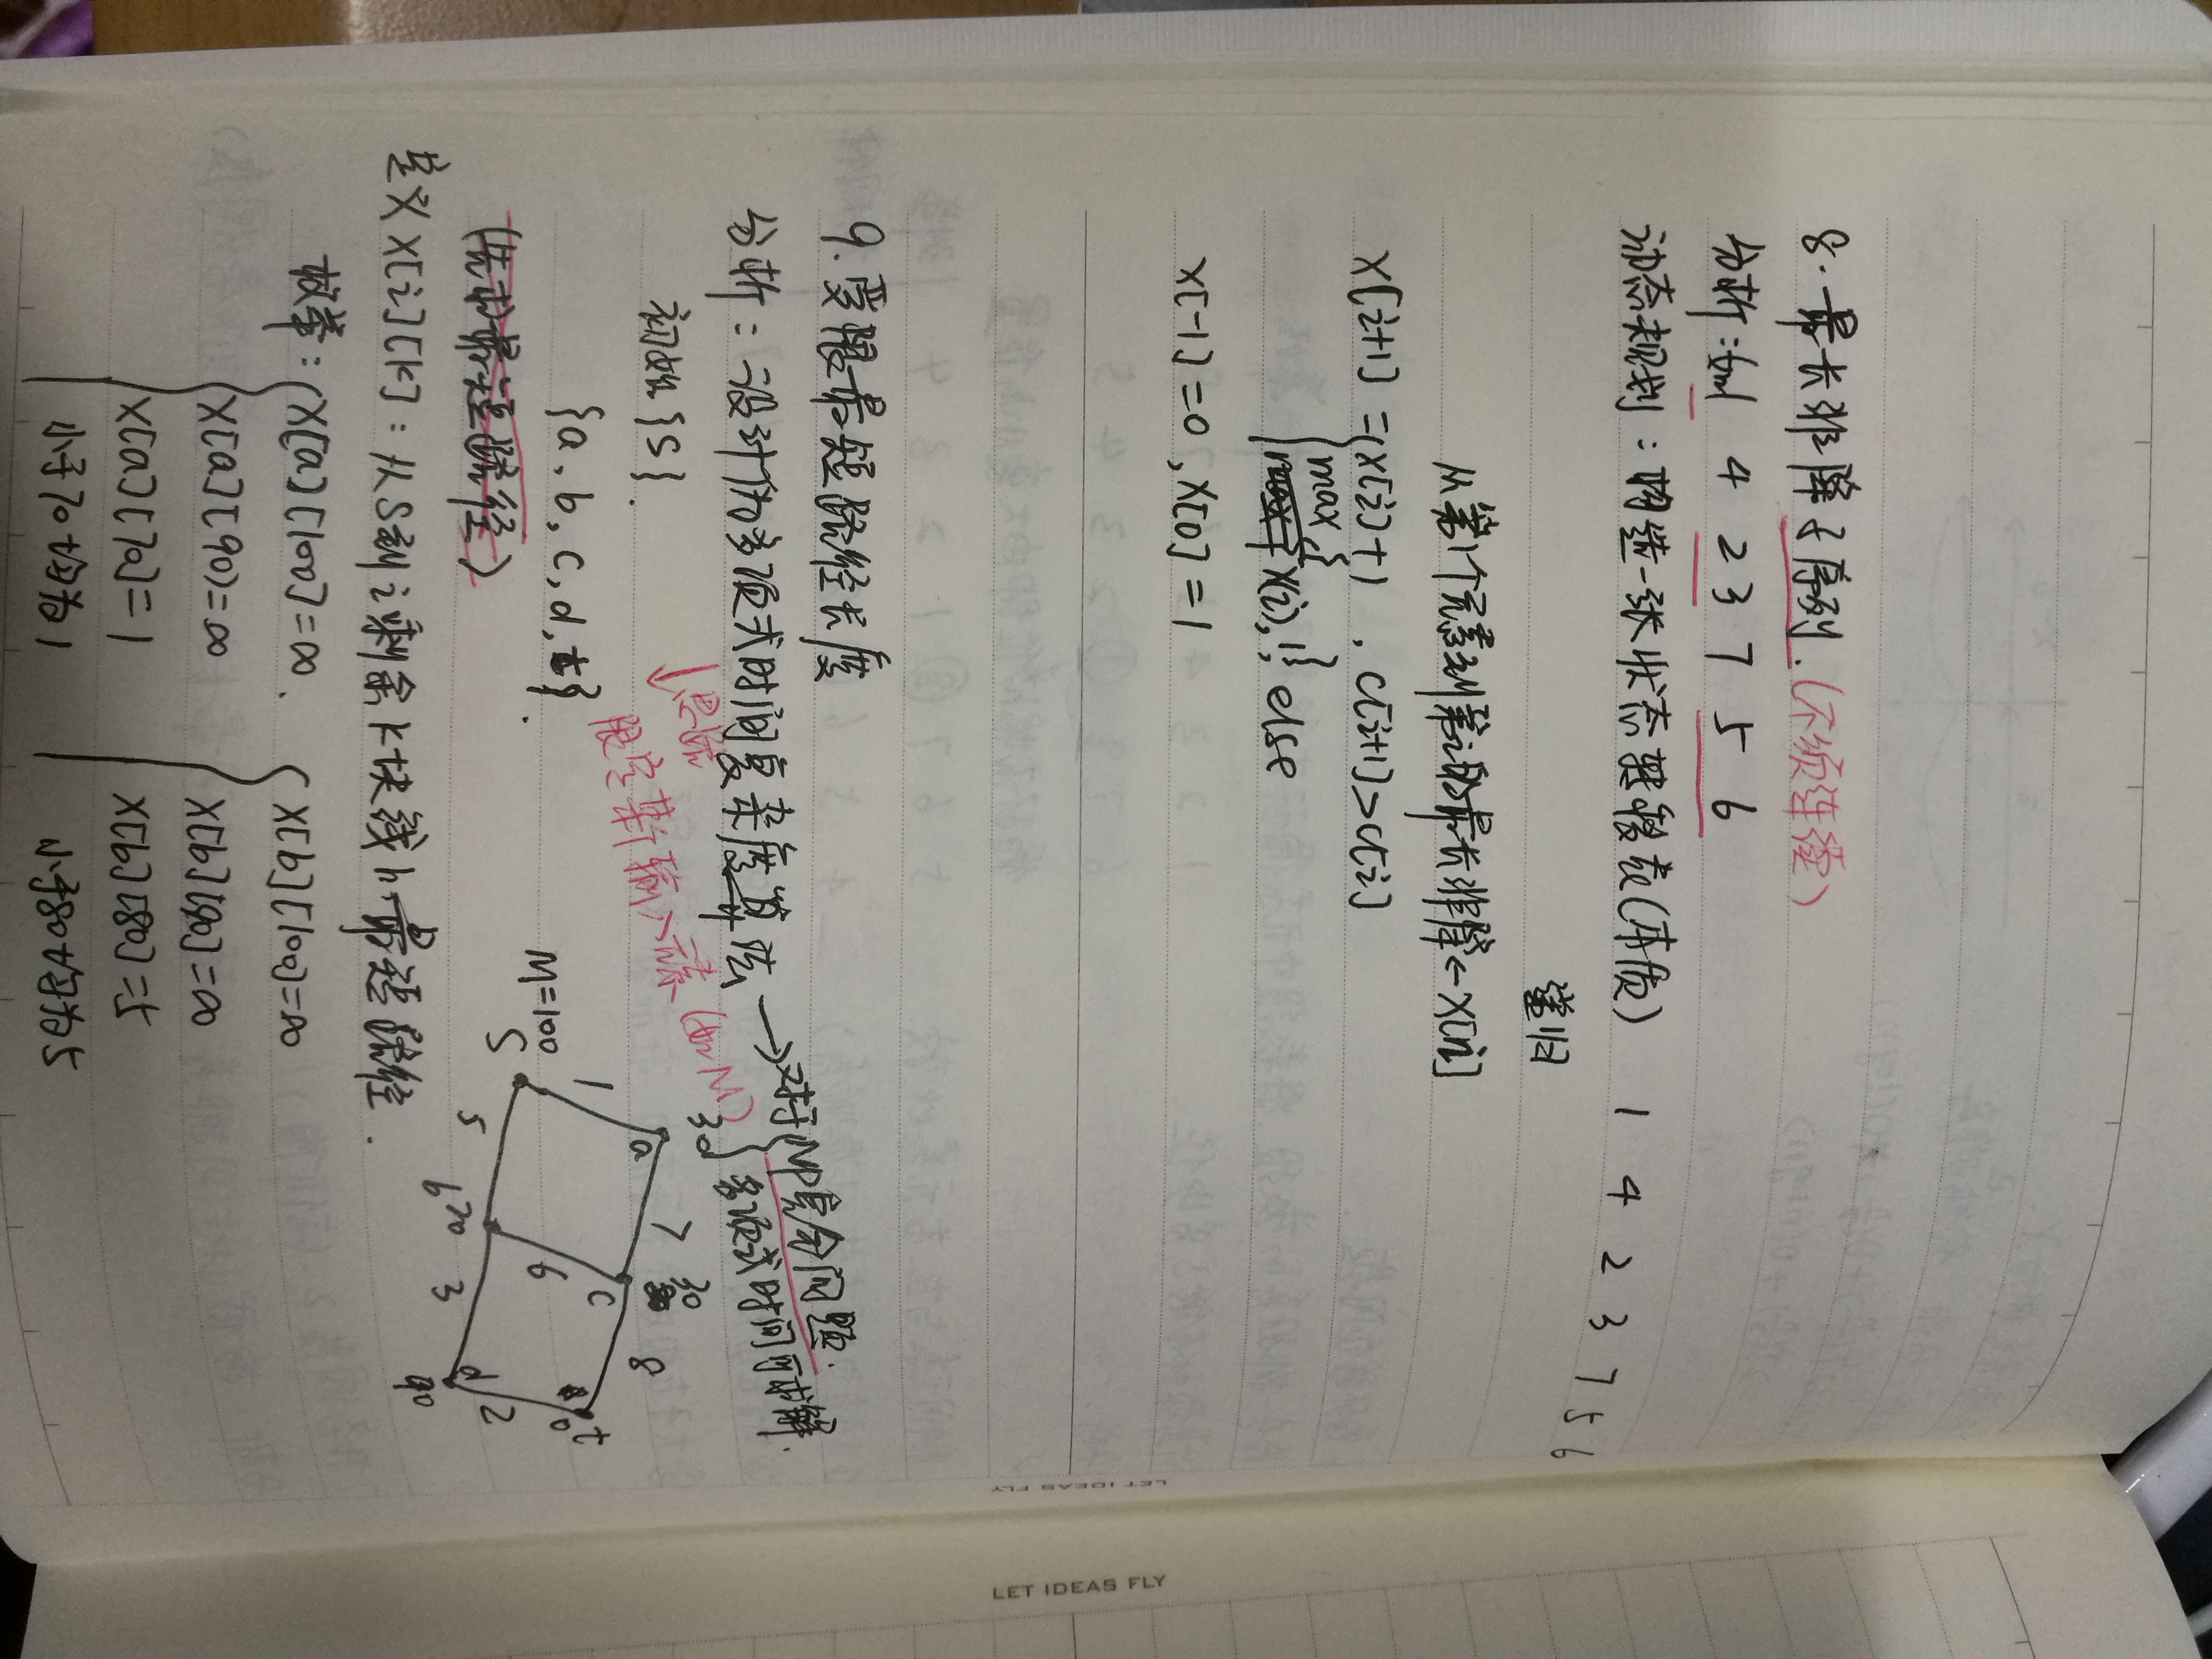 8. 最长非降子序列.(不须连续)
分析: 1 4 2 3 7 5 6
动态规划:构造一张状态转移表(本质) 1 4 2 3 7 5 6
递归
从第1个元素到第i的最长非降←X[i]
X[i+1] = X[i]+1 , C[i+1]>C[i]
max {
X[i],1}, else
X[-1]=0,X[0]=1
LET IDEAS FLY
LET IDEAS FLY
9.受限最短路径长度
分析:设计伪多项式时间复杂度算法→对于 NP完全问题.
多项式时间可求解.
↓思路
限定某个输入元素(如M)
初始{S}.
{a,b,c,d,t}.
(先求最短路径)
M=100
S 1 30 a 7 30 c 8 t 0
5 b 20 6 3 d 90 2
定义X[i][k]:从S到i剩余k块钱的最短路径.
枚举: X[a][100]=∞. X[b][100]=∞
X[a][90]=∞ X[b][90]=∞
X[a][70]=1 X[b][80]=5
小于70均为1 小于80均为5